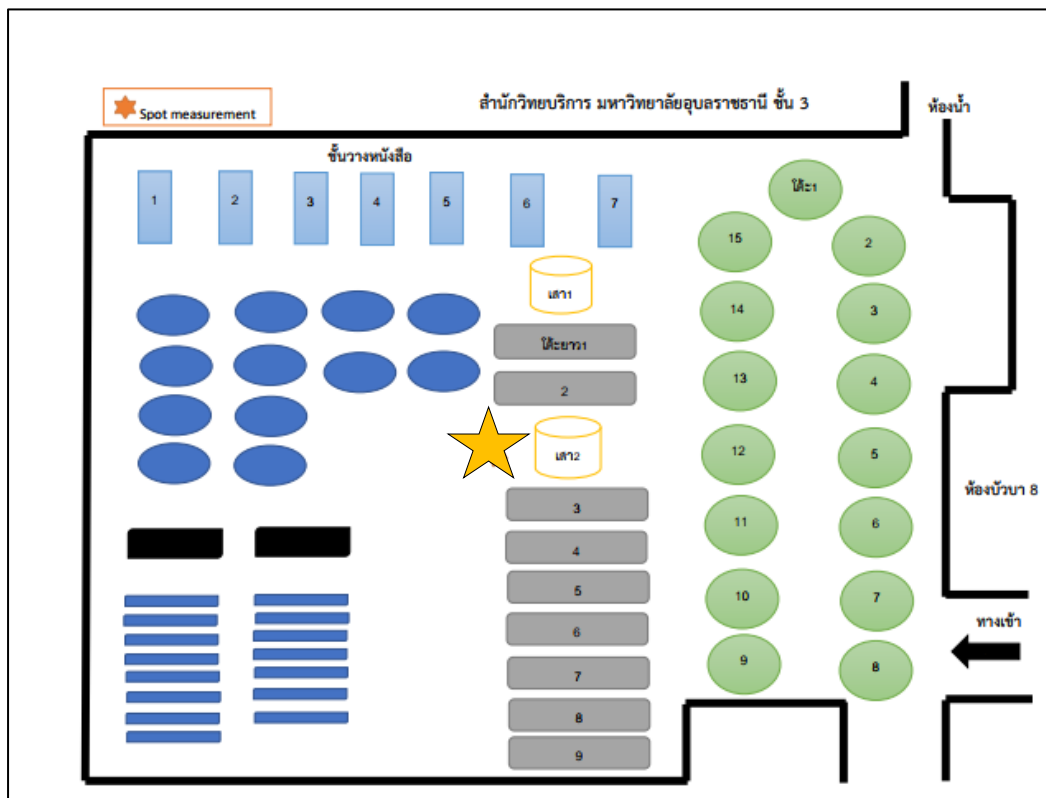 Spot measurement
สำนักวิทยบริการ มหาวิทยาลัยอุบลราชธานี ชั้น 3
ห้องน้ำ
ชั้นวางหนังสือ
1 2 3 4 5 6 7
โต๊ะ1
15 2
เสา1
14 3
โต๊ะยาว1
13 4
2
เสา2
12 5
ห้องบัวบา 8
3
11 6
4
5
10 7
ทางเข้า
6
9 8
7
8
9